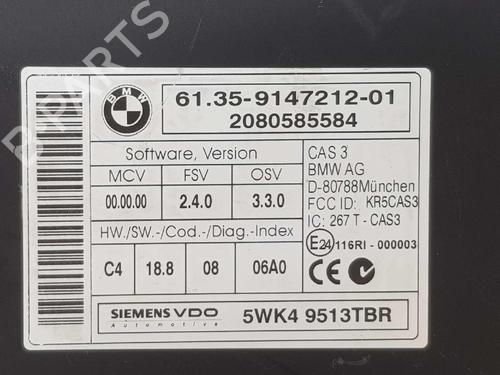 B-PARTS
BMW
61.35-9147212-01
2080585584
Software, Version
MCV FSV OSV
00.00.00 2.4.0 3.3.0
HW./SW.-/Cod.-/Diag.-Index
C4 18.8 08 06A0
SIEMENS VDO
Automotive
CAS 3
BMW AG
D-80788München
FCC ID: KR5CAS3
IC: 267 T - CAS3
E24 116RI - 000003
CE
5WK4 9513TBR